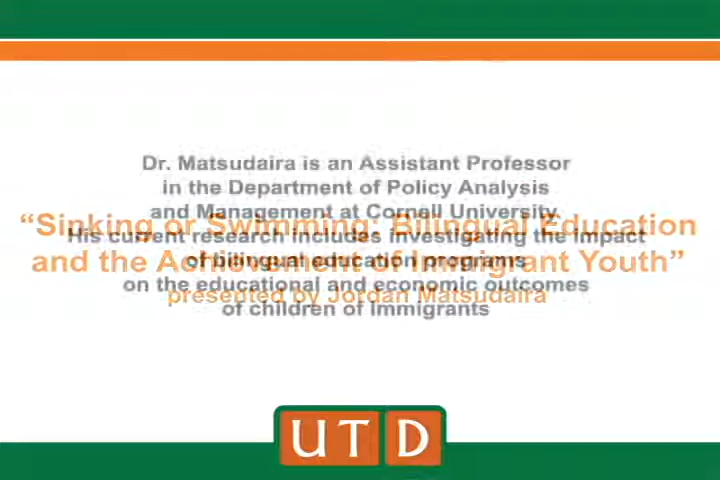 Dr. Matsudaira is an Assistant Professor
in the Department of Policy Analysis
and Management at Cornell University.
“Sinking or Swimming: Bilingual Education
His current research includes investigating the impact
and the Achievement of Immigrant Youth”
of bilingual education programs
on the educational and economic outcomes
presented by Jordan Matsudaira
of children of immigrants
UTD